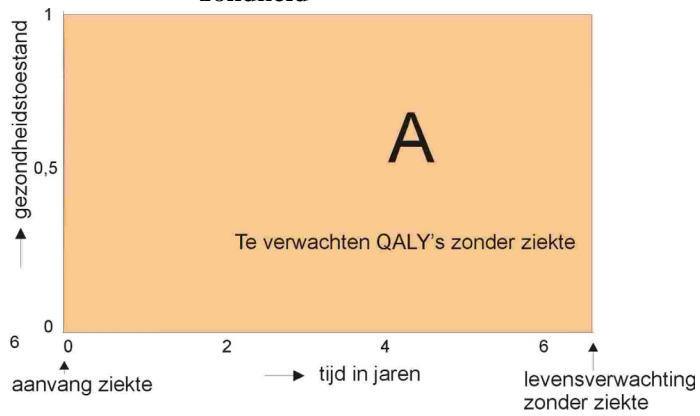 1
gezondheidstoestand
0,5
A
Te verwachten QALY's zonder ziekte
0
6
0 2 4 6
aanvang ziekte
tijd in jaren
levensverwachting
zonder ziekte